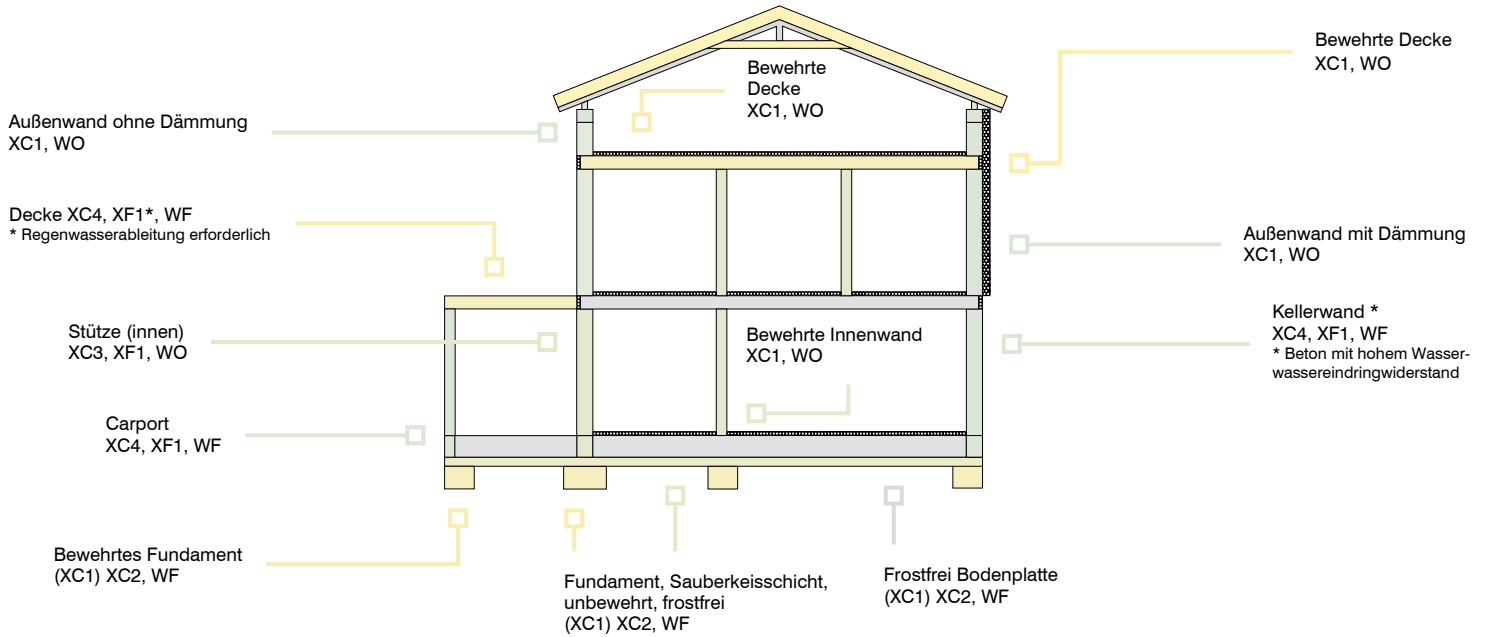 Bewehrte Decke
XC1, WO
Bewehrte
Decke
XC1, WO
Außenwand ohne Dämmung
XC1, WO
Decke XC4, XF1*, WF
* Regenwasserableitung erforderlich
Außenwand mit Dämmung
XC1, WO
Stütze (innen)
XC3, XF1, WO
Bewehrte Innenwand
XC1, WO
Kellerwand *
XC4, XF1, WF
* Beton mit hohem Wasser-
wassereindringwiderstand
Carport
XC4, XF1, WF
Bewehrtes Fundament
(XC1) XC2, WF
Fundament, Sauberkeisschicht,
unbewehrt, frostfrei
(XC1) XC2, WF
Frostfrei Bodenplatte
(XC1) XC2, WF